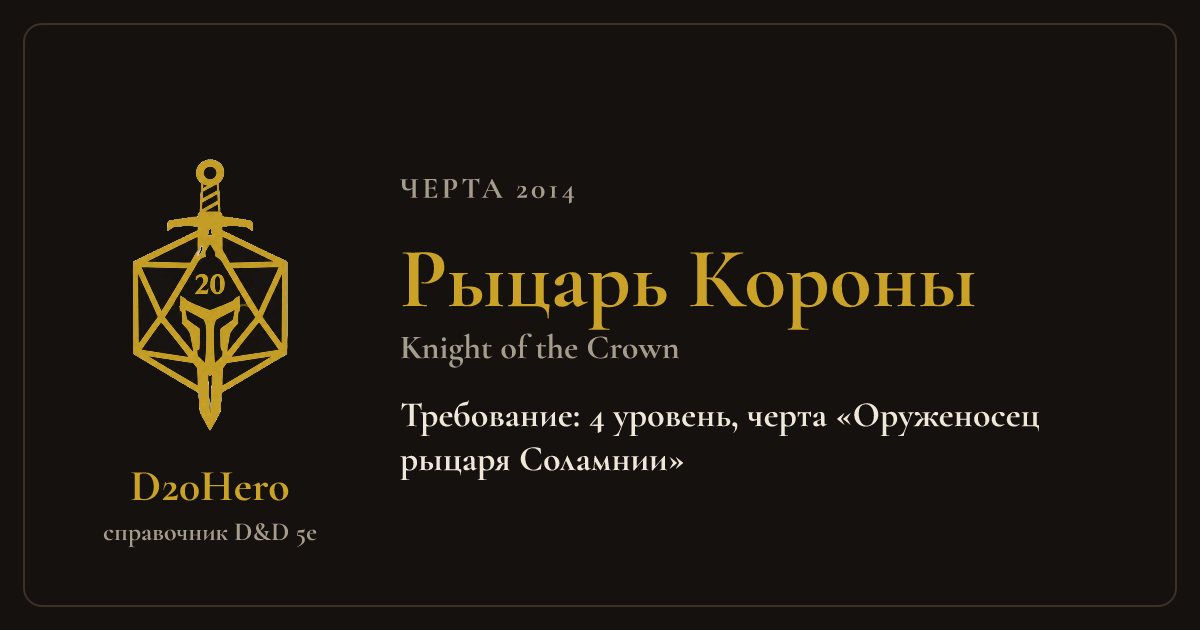 ЧЕРТА 2014
Рыцарь Короны
Knight of the Crown
Требование: 4 уровень, черта «Оруженосец
рыцаря Соламнии»
20
D20Hero
справочник D&D 5e